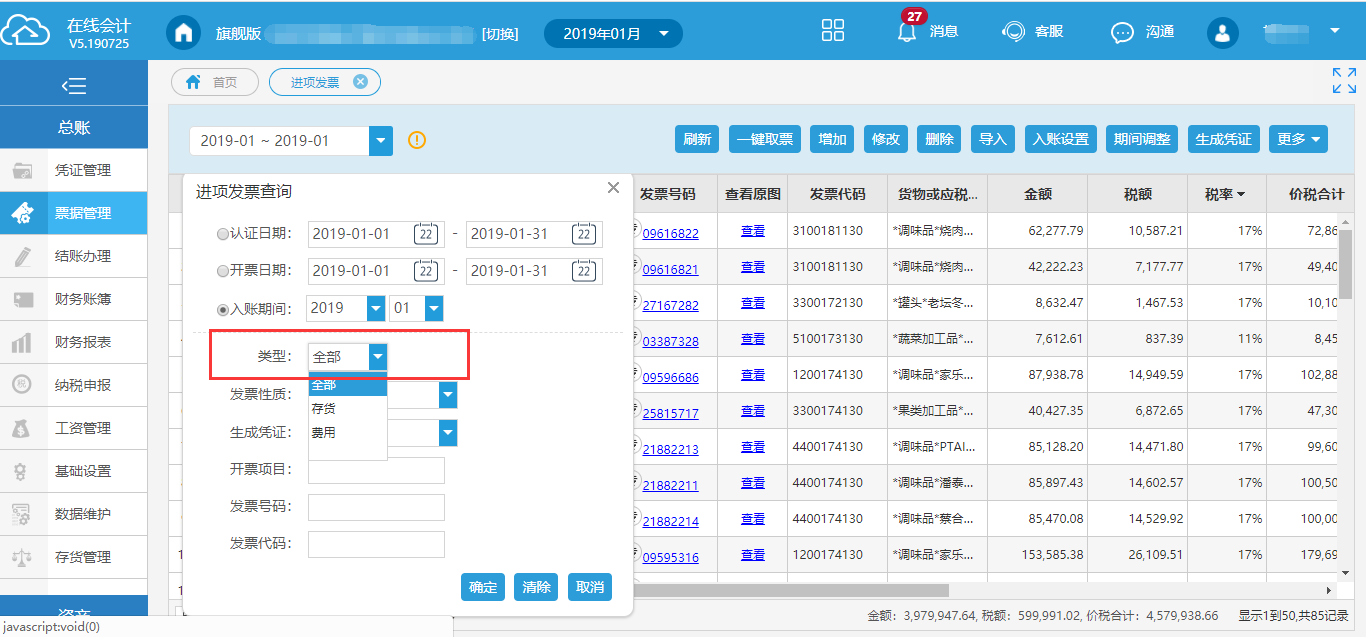 在线会计
V5.190725
旗舰版
[切换]
2019年01月
27
消息
客服
沟通
总账
凭证管理
票据管理
结账办理
财务账簿
财务报表
税
纳税申报
工资管理
基础设置
数据维护
存货管理
首页
进项发票
2019-01 ~ 2019-01
刷新 一键取票 增加 修改 删除 导入 入账设置 期间调整 生成凭证 更多
进项发票查询
认证日期： 2019-01-01 22 - 2019-01-31 22
开票日期： 2019-01-01 22 - 2019-01-31 22
入账期间： 2019 01
类型： 全部
全部
存货
费用
发票性质：
生成凭证：
开票项目：
发票号码：
发票代码：
确定 清除 取消
发票号码 查看原图 发票代码 货物或应税... 金额 税额 税率 价税合计
09616822 查看 3100181130 *调味品*烧肉... 62,277.79 10,587.21 17% 72,86
09616821 查看 3100181130 *调味品*烧肉... 42,222.23 7,177.77 17% 49,40
27167282 查看 3300172130 *罐头*老坛冬... 8,632.47 1,467.53 17% 10,10
03387328 查看 5100173130 *蔬菜加工品*... 7,612.61 837.39 11% 8,45
09596686 查看 1200174130 *调味品*家乐... 87,938.78 14,949.59 17% 102,88
25815717 查看 3300174130 *果类加工品*... 40,427.35 6,872.65 17% 47,30
21882213 查看 4400174130 *调味品*PTAI... 85,128.20 14,471.80 17% 99,60
21882211 查看 4400174130 *调味品*潘泰... 85,897.43 14,602.57 17% 100,50
21882214 查看 4400174130 *调味品*蔡合... 85,470.08 14,529.92 17% 100,00
09595316 查看 1200174130 *调味品*家乐... 153,585.38 26,109.51 17% 179,69
金额：3,979,947.64, 税额：599,991.02, 价税合计：4,579,938.66 显示1到50,共85记录
javascript:void(0)